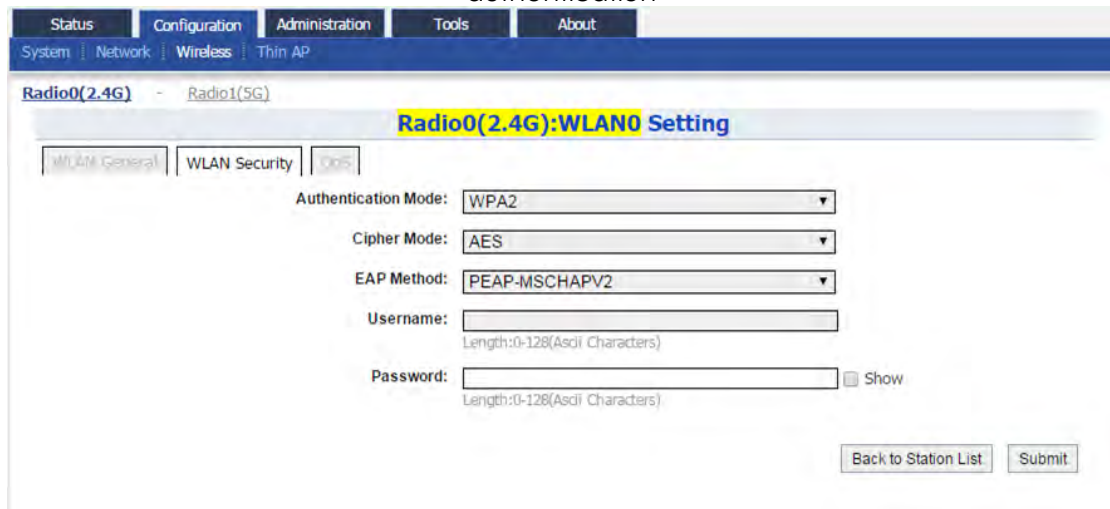 authentication
Status Configuration Administration Tools About
System Network Wireless Thin AP
Radio0(2.4G) - Radio1(5G)
Radio0(2.4G):WLAN0 Setting
WLAN General WLAN Security QoS
Authentication Mode: WPA2
Cipher Mode: AES
EAP Method: PEAP-MSCHAPV2
Username:
Length:0-128(Ascii Characters)
Password: Show
Length:0-128(Ascii Characters)
Back to Station List Submit